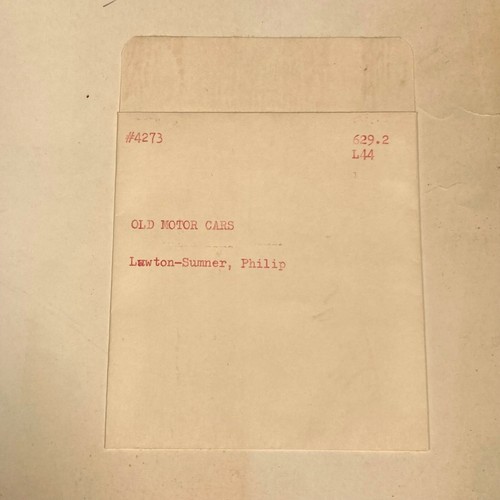 #4273
629.2
L44
OLD MOTOR CARS
Lawton-Sumner, Philip